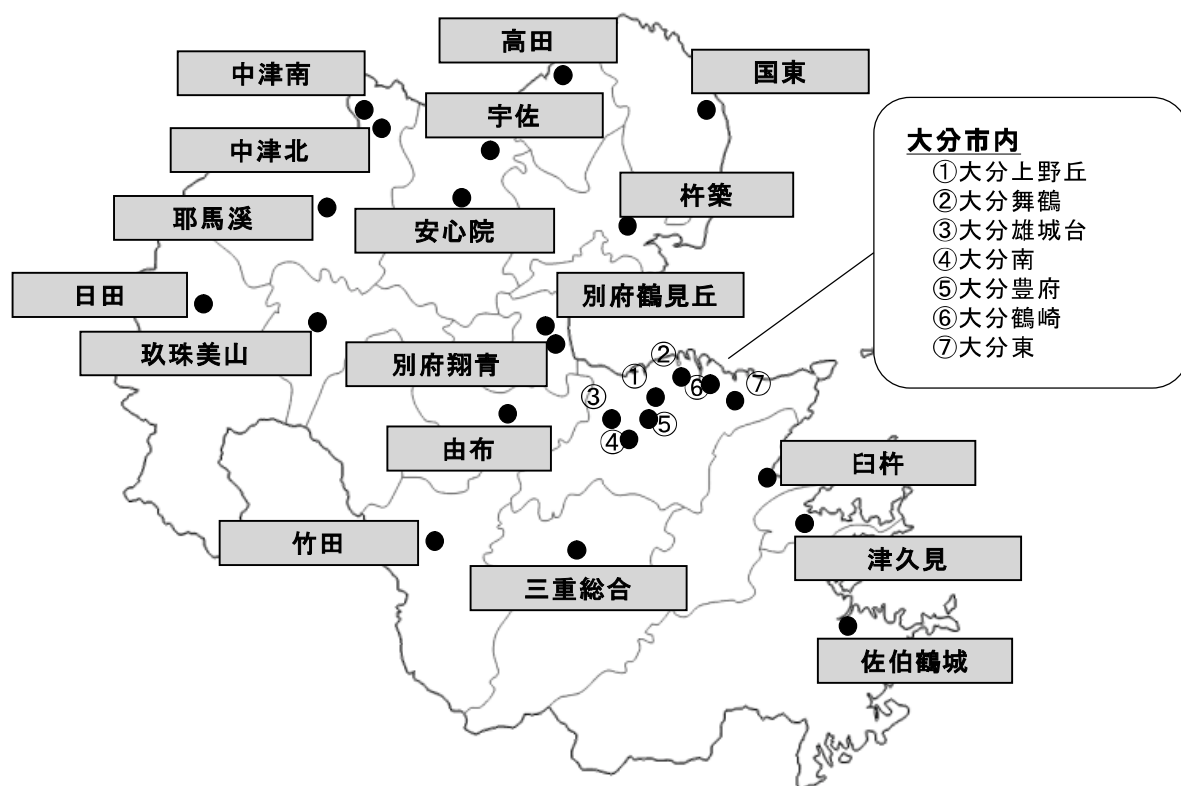 高田
中津南
国東
宇佐
中津北
杵築
耶馬溪
安心院
日田
別府鶴見丘
玖珠美山
別府翔青
由布
臼杵
竹田
津久見
三重総合
佐伯鶴城
大分市内
①大分上野丘
②大分舞鶴
③大分雄城台
④大分南
⑤大分豊府
⑥大分鶴崎
⑦大分東
②
①
⑥
⑦
③
⑤
④